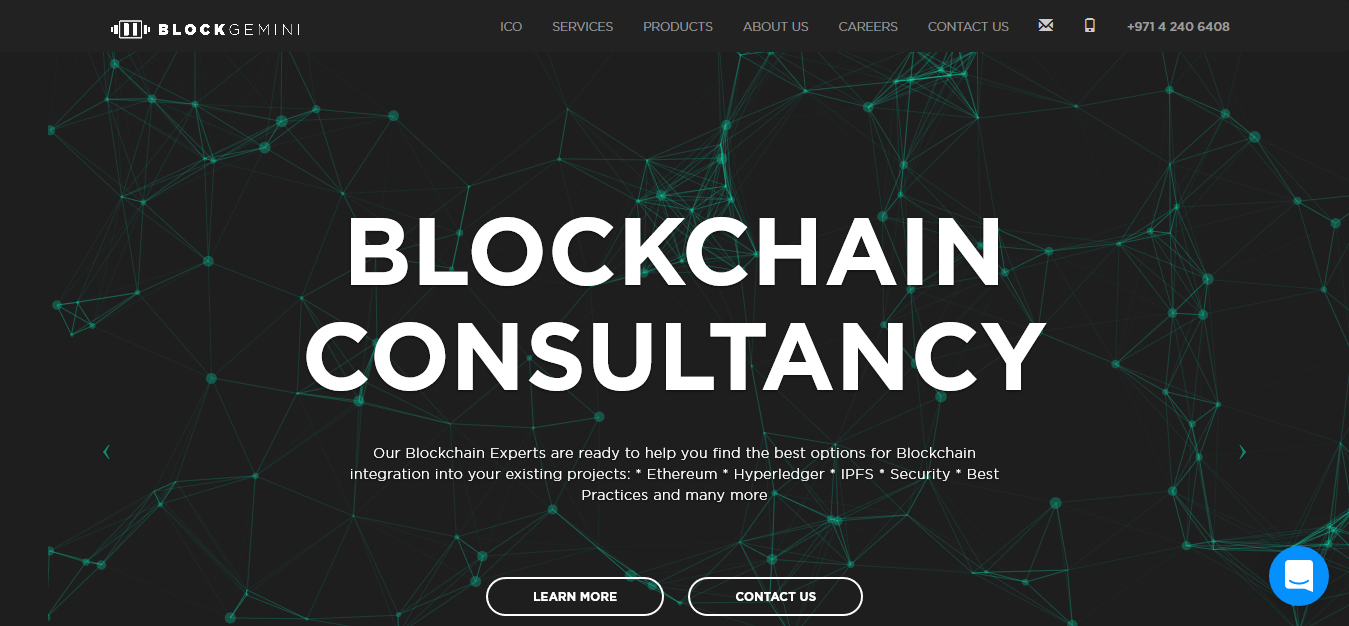 BLOCKGEMINI ICO SERVICES PRODUCTS ABOUT US CAREERS CONTACT US +971 4 240 6408
BLOCKCHAIN
CONSULTANCY
Our Blockchain Experts are ready to help you find the best options for Blockchain
integration into your existing projects: * Ethereum * Hyperledger * IPFS * Security * Best
Practices and many more
LEARN MORE CONTACT US